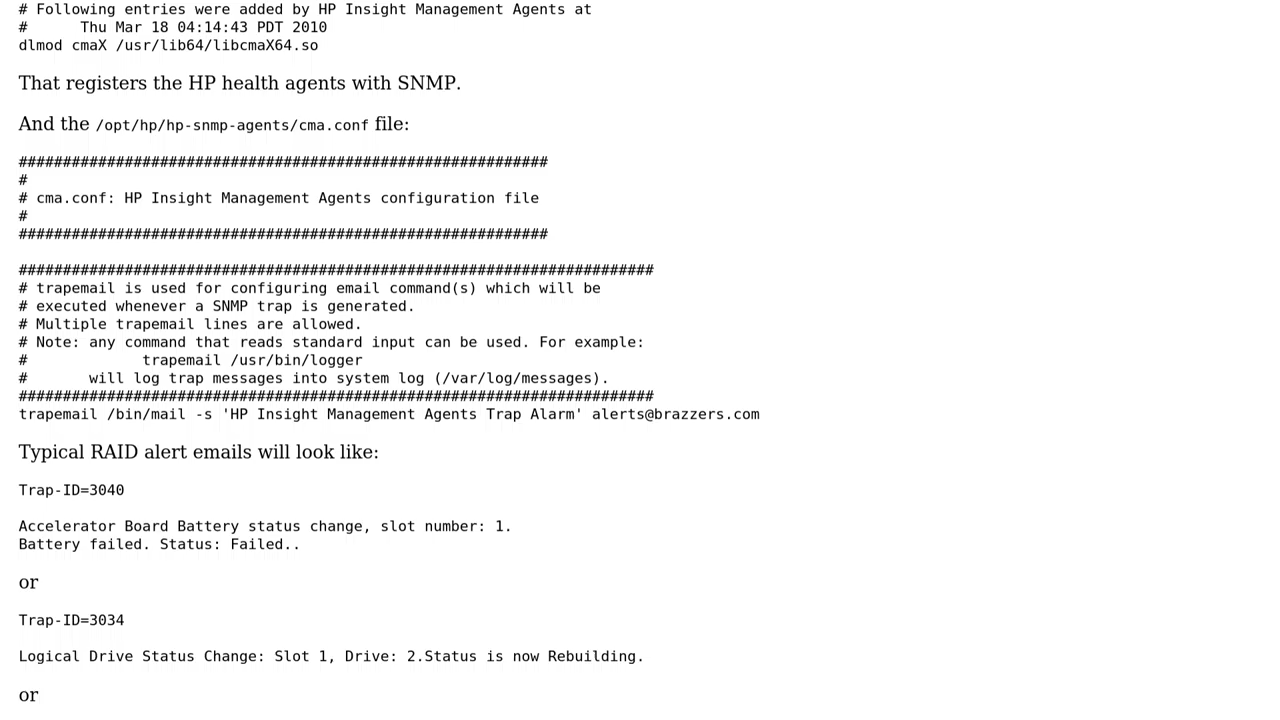 # Following entries were added by HP Insight Management Agents at
#      Thu Mar 18 04:14:43 PDT 2010
dlmod cmaX /usr/lib64/libcmaX64.so
That registers the HP health agents with SNMP.
And the /opt/hp/hp-snmp-agents/cma.conf file:
############################################################
#
# cma.conf: HP Insight Management Agents configuration file
#
############################################################
########################################################################
# trapemail is used for configuring email command(s) which will be
# executed whenever a SNMP trap is generated.
# Multiple trapemail lines are allowed.
# Note: any command that reads standard input can be used. For example:
#             trapemail /usr/bin/logger
#       will log trap messages into system log (/var/log/messages).
########################################################################
trapemail /bin/mail -s 'HP Insight Management Agents Trap Alarm' alerts@brazzers.com
Typical RAID alert emails will look like:
Trap-ID=3040
Accelerator Board Battery status change, slot number: 1.
Battery failed. Status: Failed..
or
Trap-ID=3034
Logical Drive Status Change: Slot 1, Drive: 2.Status is now Rebuilding.
or